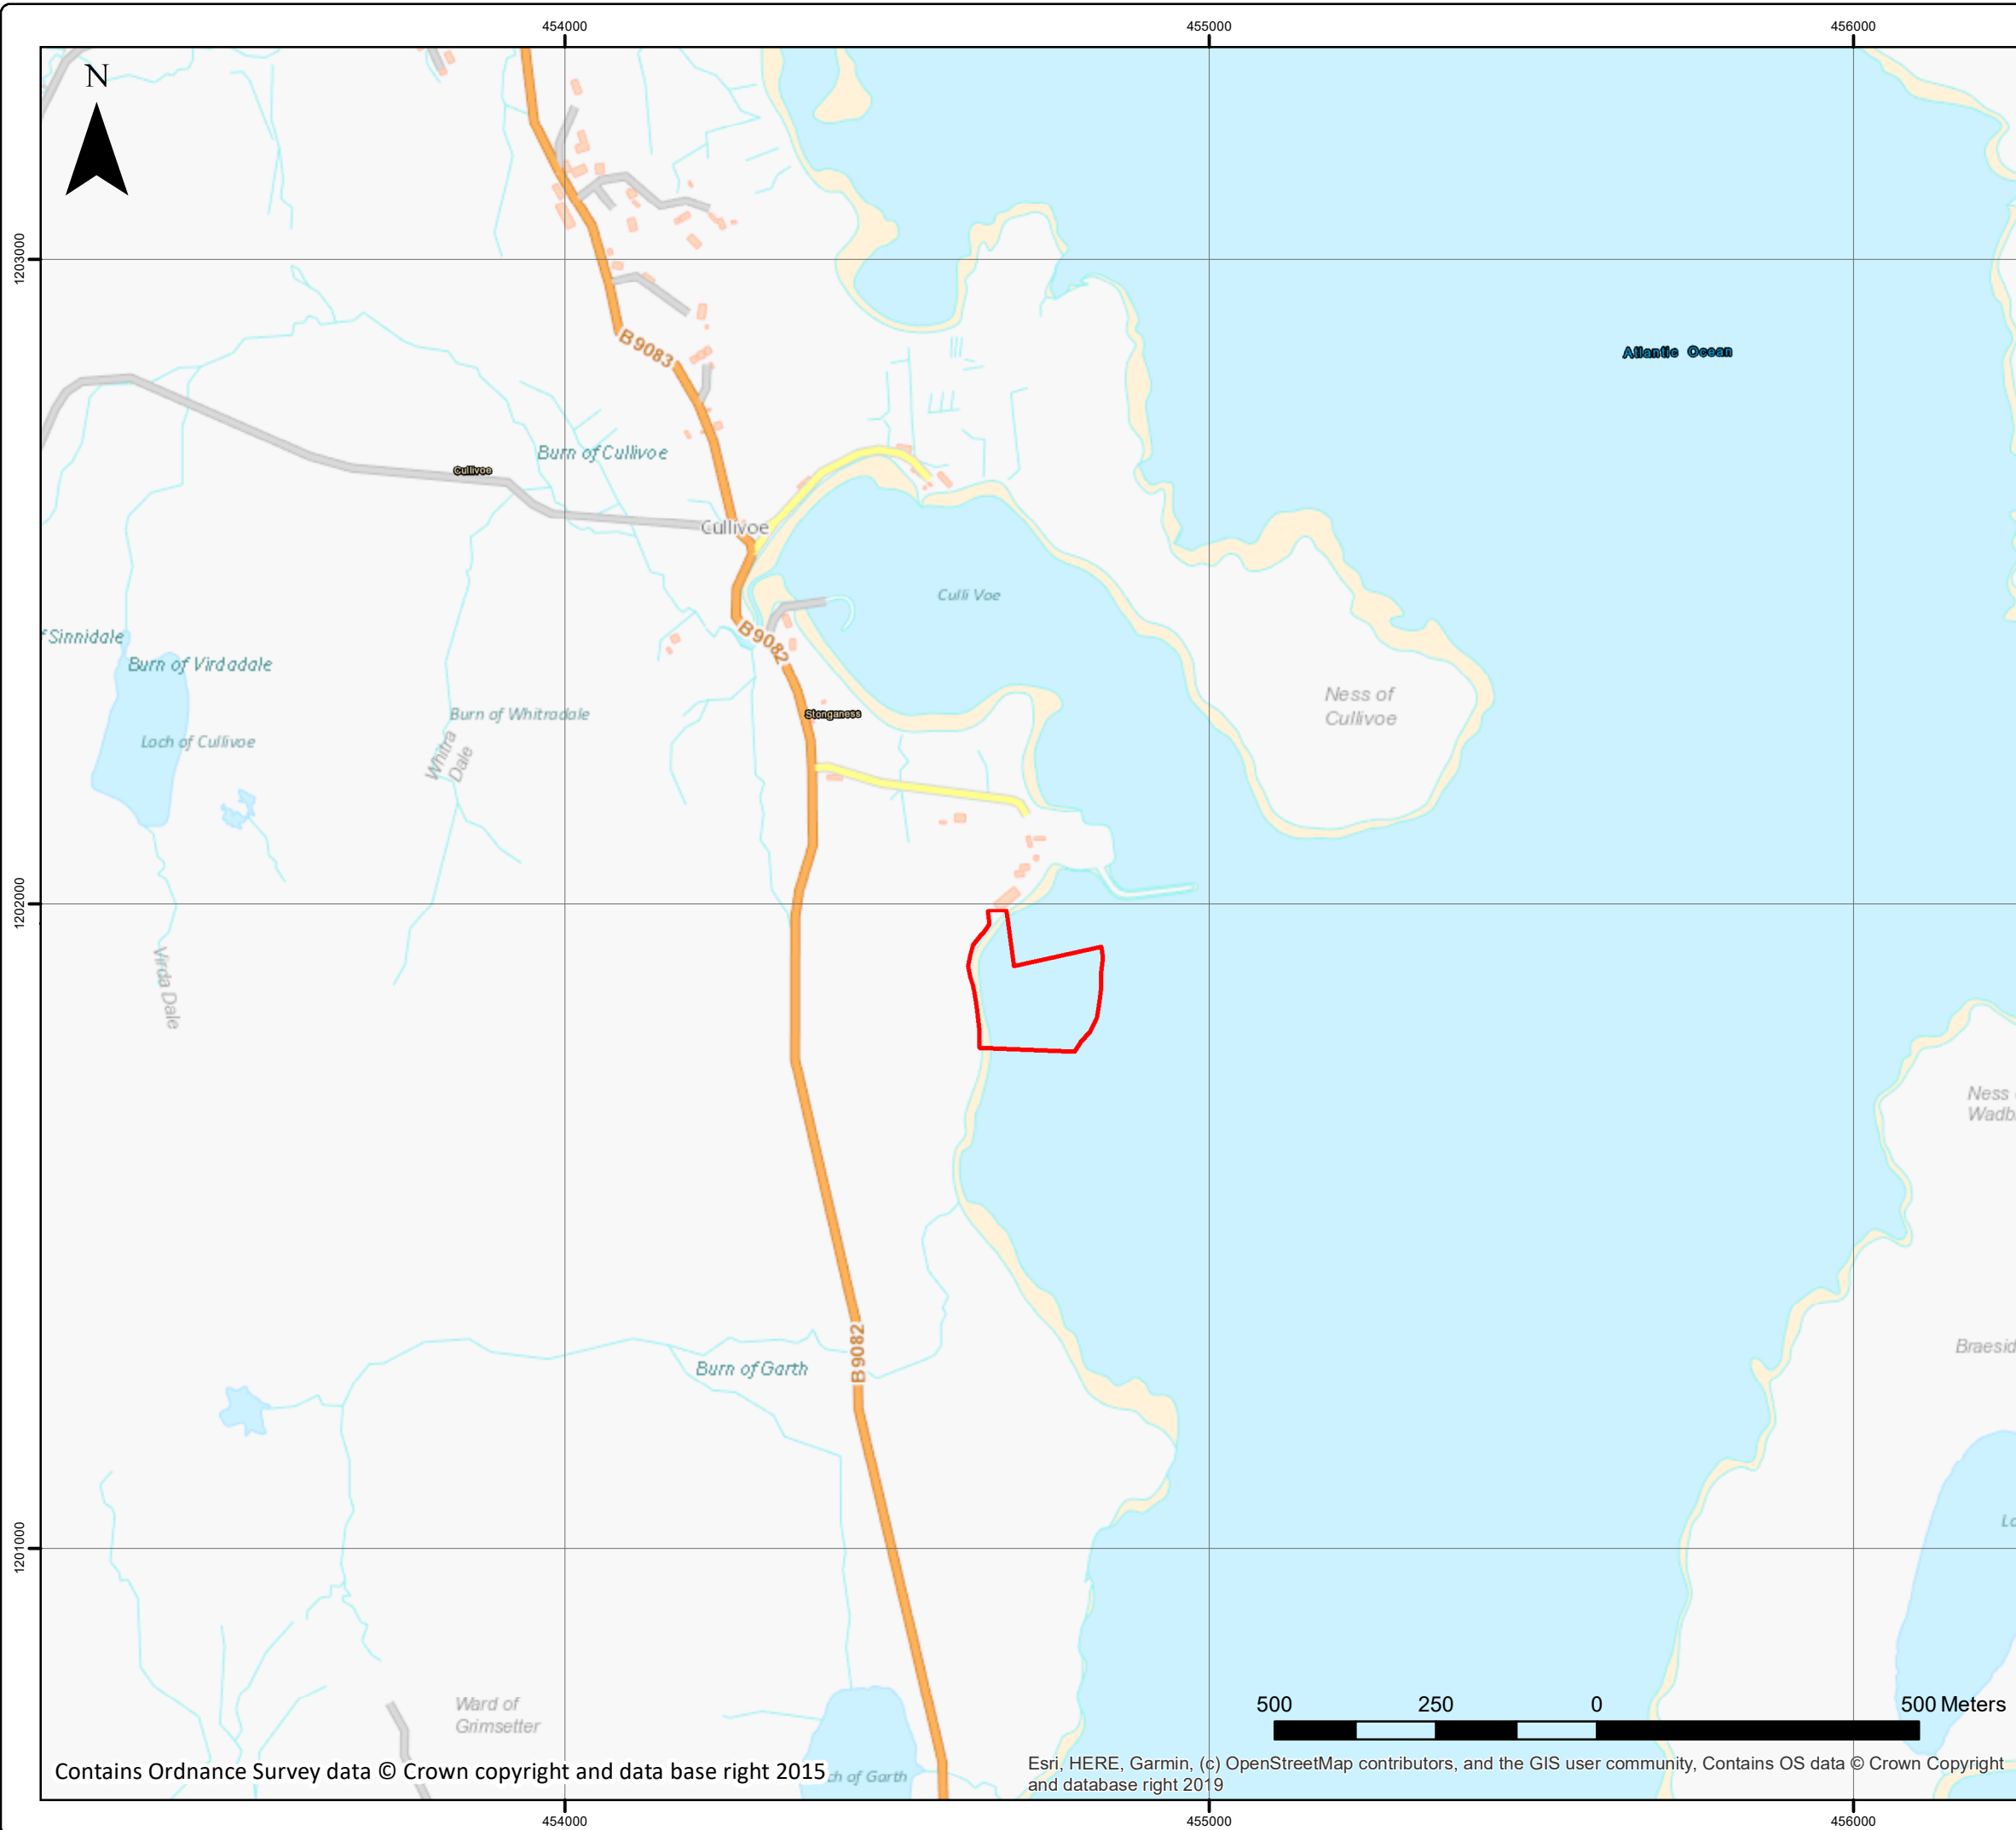 454000
455000
456000
N
1203000
B 9083
Atlantic Ocean
Burn of Cullivoe
Cullivoe
Cullivoe
Culli Voe
f Sinnidale
B 9082
Burn of Virdadale
Ness of
Cullivoe
Burn of Whitradale
Stonganess
Loch of Cullivoe
Whitra
Dale
1202000
Virda Dale
Ness
Wadb
B 9082
Braesid
Burn of Garth
Lo
1201000
Ward of
Grimsetter
500
250
0
500 Meters
Contains Ordnance Survey data © Crown copyright and data base right 2015
ch of Garth
Esri, HERE, Garmin, (c) OpenStreetMap contributors, and the GIS user community, Contains OS data © Crown Copyright
and database right 2019
454000
455000
456000